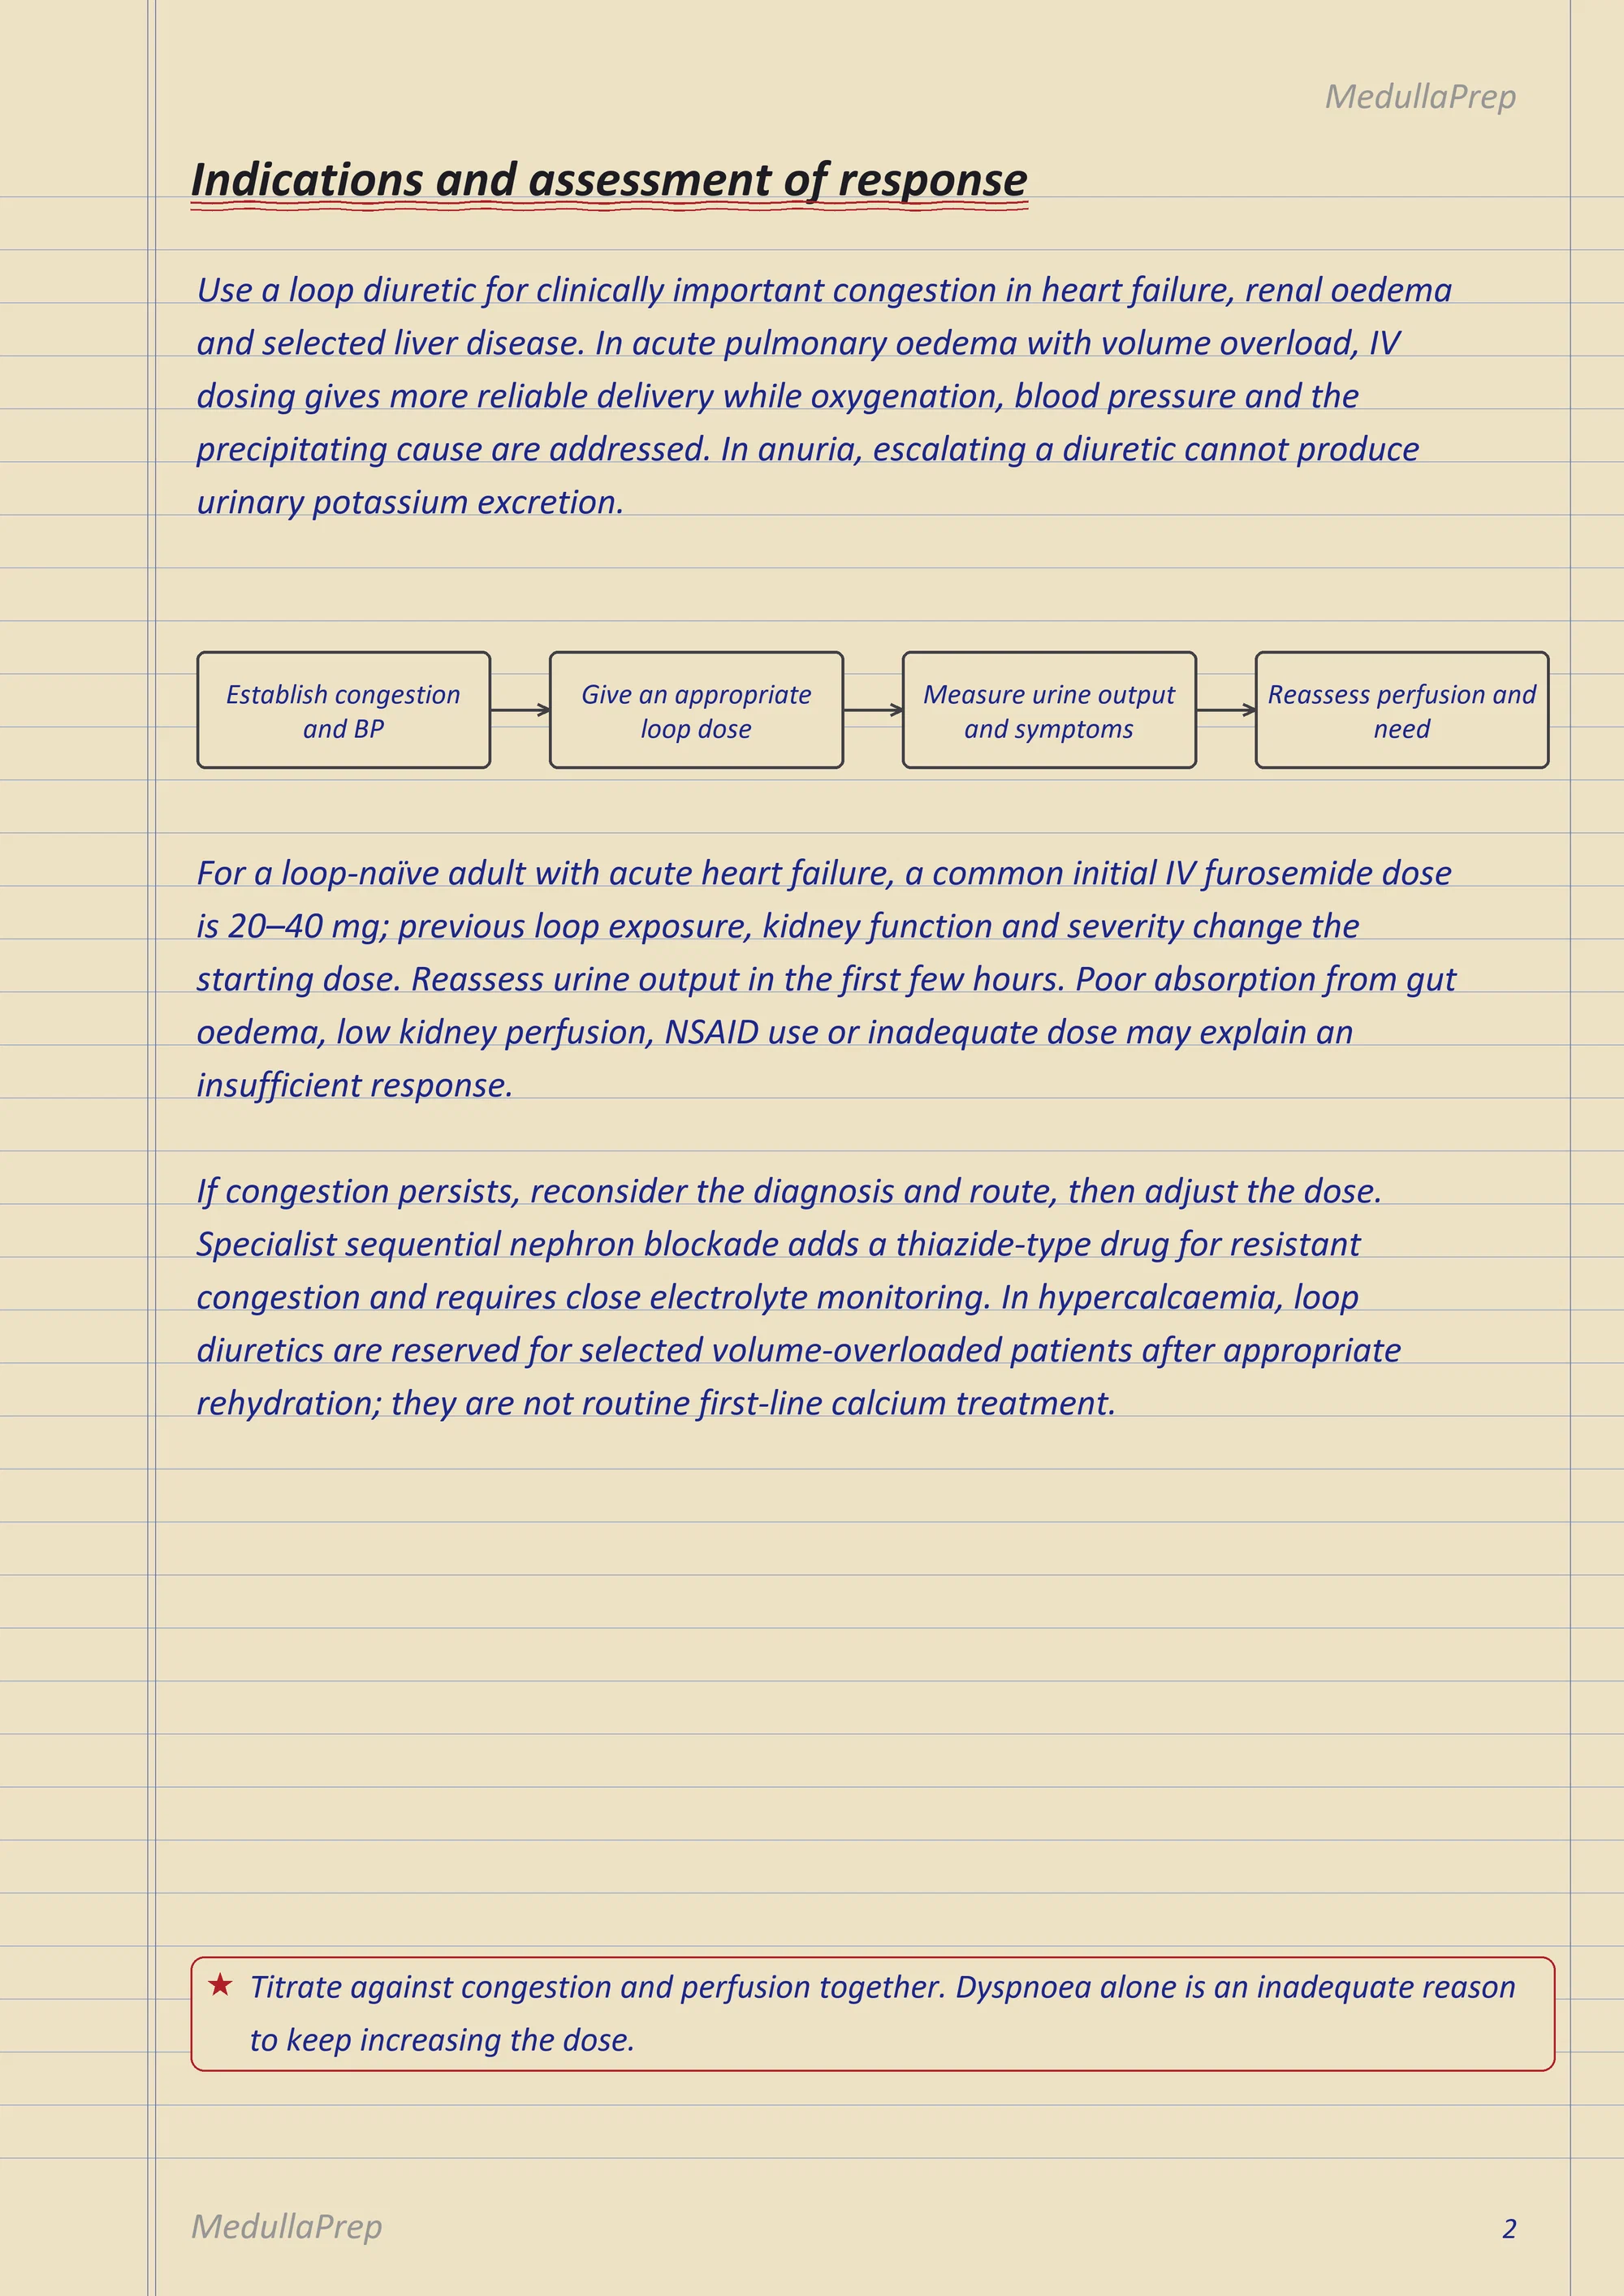 MedullaPrep
Indications and assessment of response
Use a loop diuretic for clinically important congestion in heart failure, renal oedema
and selected liver disease. In acute pulmonary oedema with volume overload, IV
dosing gives more reliable delivery while oxygenation, blood pressure and the
precipitating cause are addressed. In anuria, escalating a diuretic cannot produce
urinary potassium excretion.
Establish congestion
and BP
Give an appropriate
loop dose
Measure urine output
and symptoms
Reassess perfusion and
need
For a loop-naïve adult with acute heart failure, a common initial IV furosemide dose
is 20–40 mg; previous loop exposure, kidney function and severity change the
starting dose. Reassess urine output in the first few hours. Poor absorption from gut
oedema, low kidney perfusion, NSAID use or inadequate dose may explain an
insufficient response.
If congestion persists, reconsider the diagnosis and route, then adjust the dose.
Specialist sequential nephron blockade adds a thiazide-type drug for resistant
congestion and requires close electrolyte monitoring. In hypercalcaemia, loop
diuretics are reserved for selected volume-overloaded patients after appropriate
rehydration; they are not routine first-line calcium treatment.
★ Titrate against congestion and perfusion together. Dyspnoea alone is an inadequate reason
to keep increasing the dose.
MedullaPrep
2